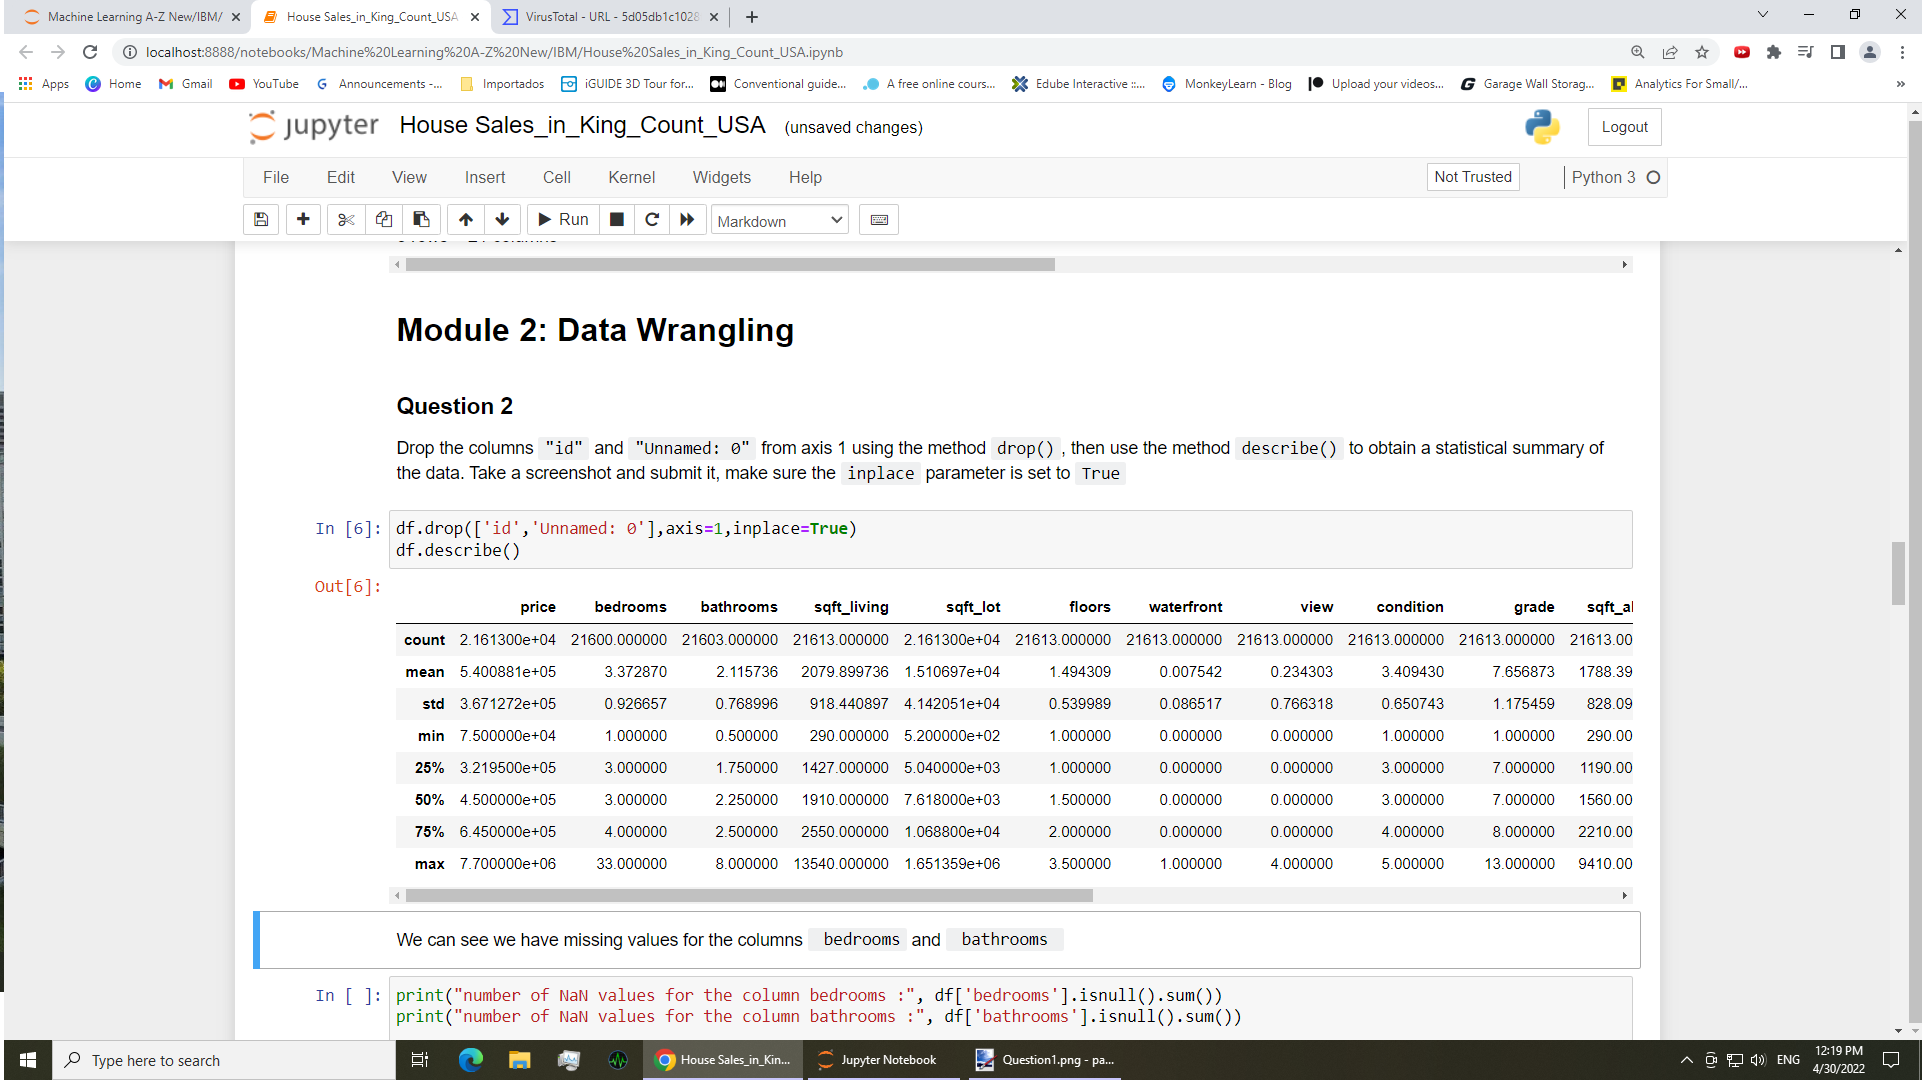 Machine Learning A-Z New/IBM/
House Sales_in_King_Count_USA
VirusTotal - URL - 5d05db1c1028
localhost:8888/notebooks/Machine%20Learning%20A-Z%20New/IBM/House%20Sales_in_King_Count_USA.ipynb
Apps Home Gmail YouTube Announcements -... Importados iGUIDE 3D Tour for... Conventional guide... A free online cours... Edube Interactive ::... MonkeyLearn - Blog Upload your videos... Garage Wall Storag... Analytics For Small/... »
jupyter House Sales_in_King_Count_USA (unsaved changes) Logout
File Edit View Insert Cell Kernel Widgets Help Not Trusted Python 3
Run Markdown
Module 2: Data Wrangling
Question 2
Drop the columns "id" and "Unnamed: 0" from axis 1 using the method drop() , then use the method describe() to obtain a statistical summary of
the data. Take a screenshot and submit it, make sure the inplace parameter is set to True
In [6]: df.drop(['id','Unnamed: 0'],axis=1,inplace=True)
df.describe()
Out[6]:
price bedrooms bathrooms sqft_living sqft_lot floors waterfront view condition grade
count 2.161300e+04 21600.000000 21603.000000 21613.000000 2.161300e+04 21613.000000 21613.000000 21613.000000 21613.000000 21613.000000 21613.00
mean 5.400881e+05 3.372870 2.115736 2079.899736 1.510697e+04 1.494309 0.007542 0.234303 3.409430 7.656873 1788.39
std 3.671272e+05 0.926657 0.768996 918.440897 4.142051e+04 0.539989 0.086517 0.766318 0.650743 1.175459 828.09
min 7.500000e+04 1.000000 0.500000 290.000000 5.200000e+02 1.000000 0.000000 0.000000 1.000000 1.000000 290.00
25% 3.219500e+05 3.000000 1.750000 1427.000000 5.040000e+03 1.000000 0.000000 0.000000 3.000000 7.000000 1190.00
50% 4.500000e+05 3.000000 2.250000 1910.000000 7.618000e+03 1.500000 0.000000 0.000000 3.000000 7.000000 1560.00
75% 6.450000e+05 4.000000 2.500000 2550.000000 1.068800e+04 2.000000 0.000000 0.000000 4.000000 8.000000 2210.00
max 7.700000e+06 33.000000 8.000000 13540.000000 1.651359e+06 3.500000 1.000000 4.000000 5.000000 13.000000 9410.00
We can see we have missing values for the columns bedrooms and bathrooms
In [ ]: print("number of NaN values for the column bedrooms :", df['bedrooms'].isnull().sum())
print("number of NaN values for the column bathrooms :", df['bathrooms'].isnull().sum())
Type here to search House Sales_in_Kin... Jupyter Notebook Question1.png - pa... ENG 12:19 PM
4/30/2022